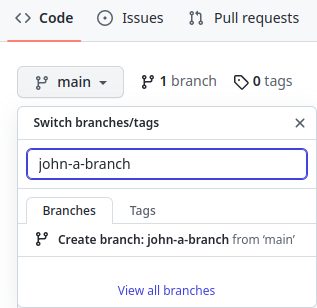 Code Issues Pull requests
main 1 branch 0 tags
Switch branches/tags
john-a-branch
Branches Tags
Create branch: john-a-branch from ‘main’
View all branches